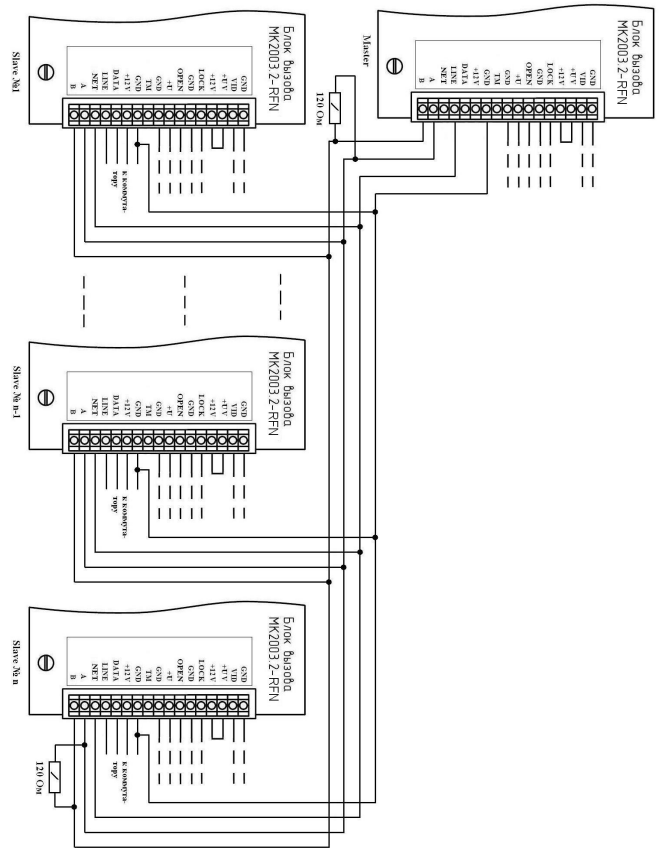 Slave №1
Блок вызова
МК2003.2-RFN
B
A
NET
LINE
DATA
+12V
GND
TM
GND
+U
OPEN
GND
LOCK
+12V
+UV
VID
GND
к коммута-
тору
Master
Блок вызова
МК2003.2-RFN
B
A
NET
LINE
DATA
+12V
GND
TM
GND
+U
OPEN
GND
LOCK
+12V
+UV
VID
GND
120 Ом
Slave № n-1
Блок вызова
МК2003.2-RFN
B
A
NET
LINE
DATA
+12V
GND
TM
GND
+U
OPEN
GND
LOCK
+12V
+UV
VID
GND
к коммута-
тору
Slave № n
Блок вызова
МК2003.2-RFN
B
A
NET
LINE
DATA
+12V
GND
TM
GND
+U
OPEN
GND
LOCK
+12V
+UV
VID
GND
120 Ом
к коммута-
тору